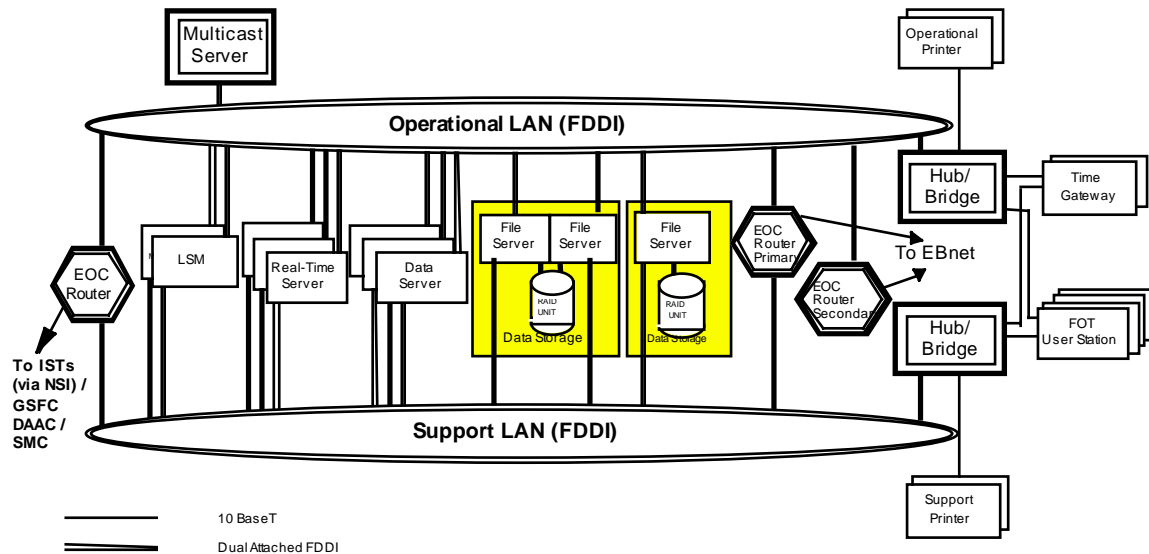 Multicast
Server
Operational
Printer
Operational LAN (FDDI)
Hub/
Bridge
Time
Gateway
LSM
Real-Time
Server
Data
Server
File
Server
File
Server
File
Server
RAID
UNIT
RAID
UNIT
Data Storage
Data Storage
EOC
Router
EOC
Router
Primary
EOC
Router
Secondar
To EBnet
Hub/
Bridge
FOT
User Station
To ISTs
(via NSI) /
GSFC
DAAC /
SMC
Support LAN (FDDI)
Support
Printer
10 BaseT
Dual Attached FDDI